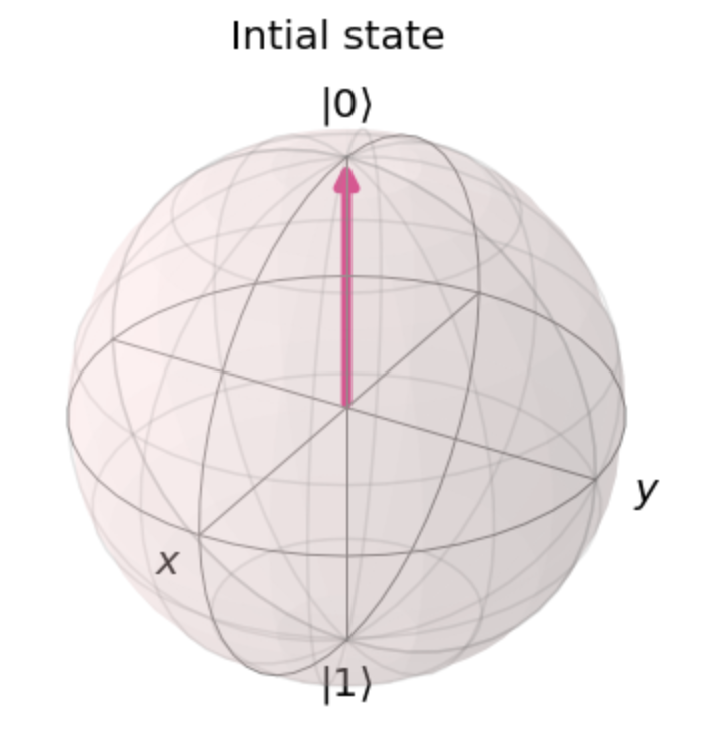 Intial state
|0⟩
y
x
|1⟩